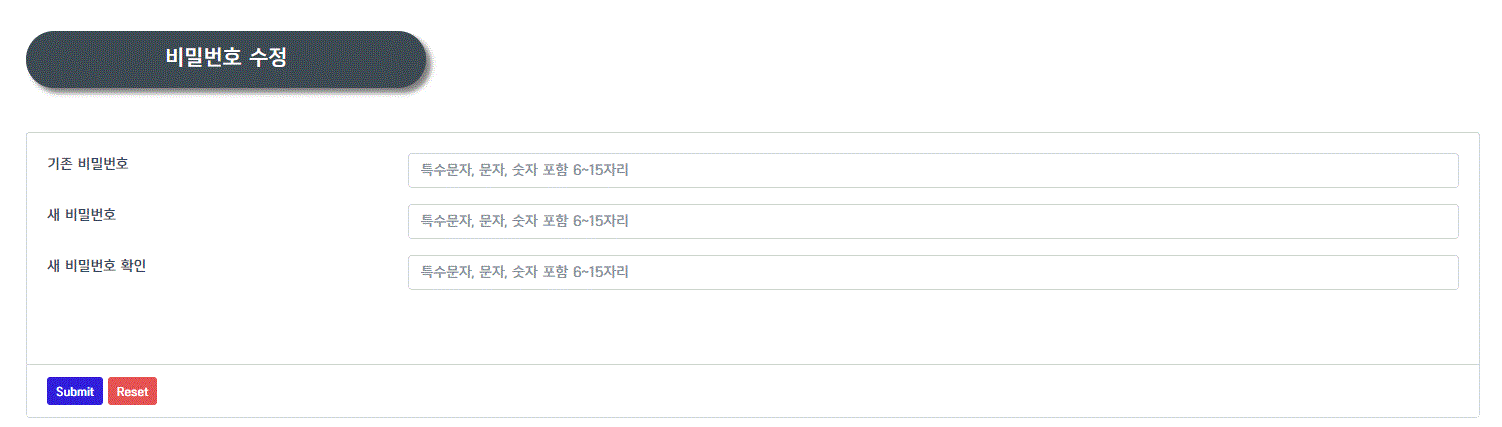 비밀번호 수정
기존 비밀번호
특수문자, 문자, 숫자 포함 6~15자리
새 비밀번호
특수문자, 문자, 숫자 포함 6~15자리
새 비밀번호 확인
특수문자, 문자, 숫자 포함 6~15자리
Submit Reset